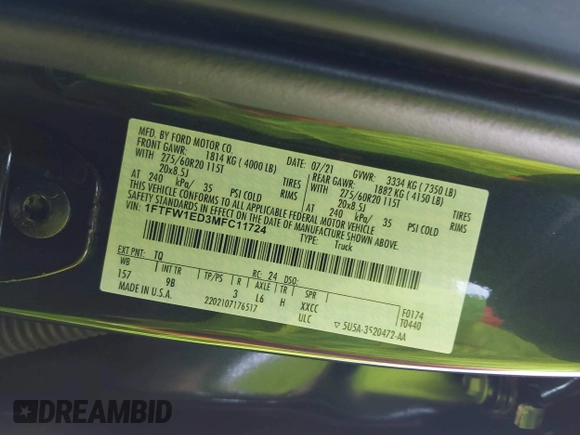 MFD. BY FORD MOTOR CO.
DATE: 07/21 GVWR: 3334 KG (7350 LB)
FRONT GAWR: 1814 KG (4000 LB) REAR GAWR: 1882 KG (4150 LB)
WITH 275/60R20 115T TIRES WITH 275/60R20 115T TIRES
20x8.5J RIMS 20x8.5J RIMS
AT 240 kPa/ 35 PSI COLD AT 240 kPa/ 35 PSI COLD
THIS VEHICLE CONFORMS TO ALL APPLICABLE FEDERAL MOTOR VEHICLE
SAFETY STANDARDS IN EFFECT ON THE DATE OF MANUFACTURE SHOWN ABOVE.
VIN: 1FTFW1ED3MFC11724
TYPE: Truck
EXT PNT: TQ RC: 24 DSO:
WB INT TR TP/PS R AXLE TR SPR
157 9B 3 L6 H XXCC F0174
ULC T0440
MADE IN U.S.A. 2202107176517
5U5A-3520472-AA
DREAMBID